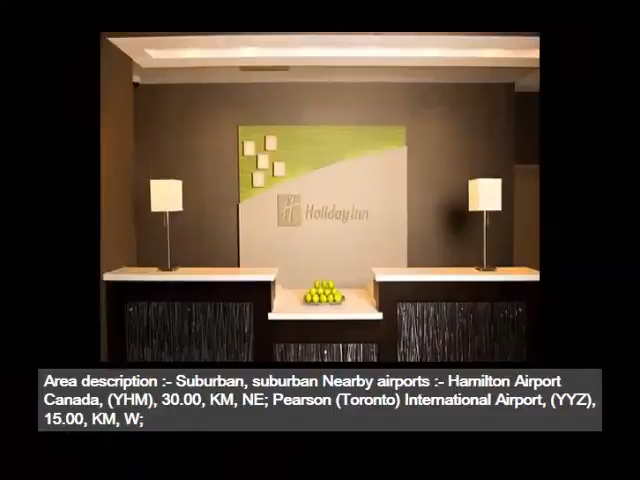 Holiday Inn
Area description :- Suburban, suburban Nearby airports :- Hamilton Airport
Canada, (YHM), 30.00, KM, NE; Pearson (Toronto) International Airport, (YYZ),
15.00, KM, W;